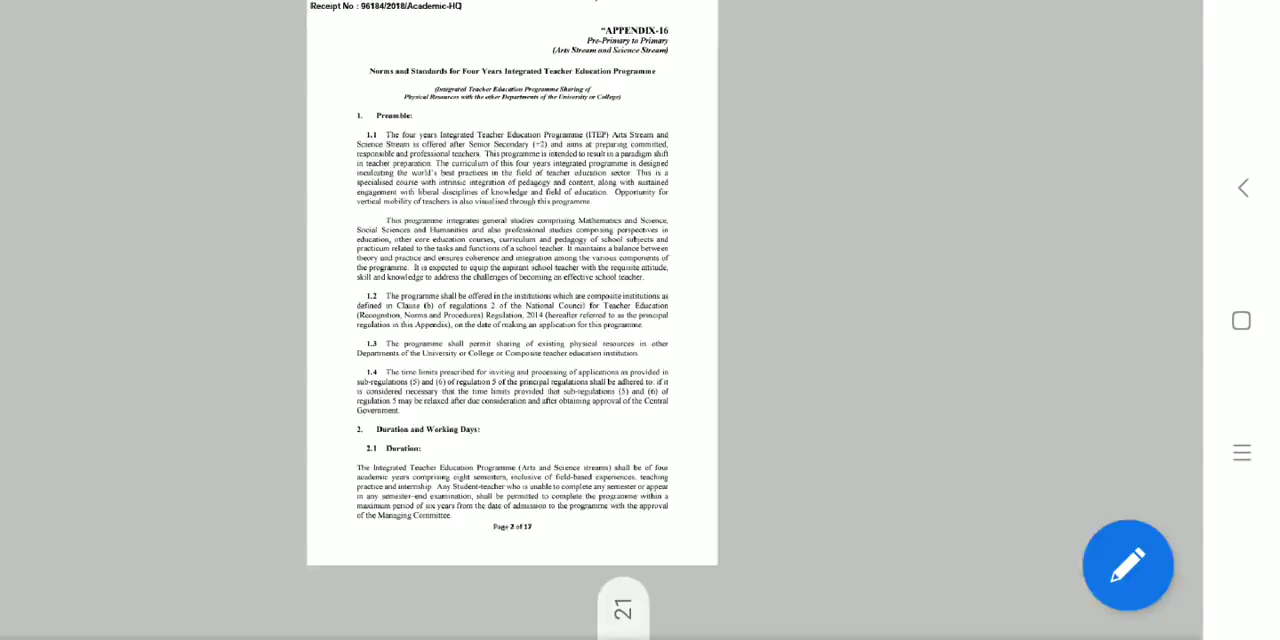 Receipt No : 96184/2018/Academic-HQ
"APPENDIX-16
Pre-Primary to Primary
(Arts Stream and Science Stream)
Norms and Standards for Four Years Integrated Teacher Education Programme
(Integrated Teacher Education Programme Sharing of
Physical Resources with the other Departments of the University or College)
1. Preamble:
1.1 The four years Integrated Teacher Education Programme (ITEP) Arts Stream and
Science Stream is offered after Senior Secondary (+2) and aims at preparing committed,
responsible and professional teachers. This programme is intended to result in a paradigm shift
in teacher preparation. The curriculum of this four years integrated programme is designed
inculcating the world's best practices in the field of teacher education sector. This is a
specialised course with intrinsic integration of pedagogy and content, along with sustained
engagement with liberal disciplines of knowledge and field of education. Opportunity for
vertical mobility of teachers is also visualised through this programme.
This programme integrates general studies comprising Mathematics and Science,
Social Sciences and Humanities and also professional studies comprising perspectives in
education, other core education courses, curriculum and pedagogy of school subjects and
practicum related to the tasks and functions of a school teacher. It maintains a balance between
theory and practice and ensures coherence and integration among the various components of
the programme. It is expected to equip the aspirant school teacher with the requisite attitude,
skill and knowledge to address the challenges of becoming an effective school teacher.
1.2 The programme shall be offered in the institutions which are composite institutions as
defined in Clause (b) of regulations 2 of the National Council for Teacher Education
(Recognition, Norms and Procedures) Regulation, 2014 (hereafter referred to as the principal
regulation in this Appendix), on the date of making an application for this programme.
1.3 The programme shall permit sharing of existing physical resources in other
Departments of the University or College or Composite teacher education institution.
1.4 The time limits prescribed for inviting and processing of applications as provided in
sub-regulations (5) and (6) of regulation 5 of the principal regulations shall be adhered to: if it
is considered necessary that the time limits provided that sub-regulations (5) and (6) of
regulation 5 may be relaxed after due consideration and after obtaining approval of the Central
Government.
2. Duration and Working Days:
2.1 Duration:
The Integrated Teacher Education Programme (Arts and Science streams) shall be of four
academic years comprising eight semesters, inclusive of field-based experiences, teaching
practice and internship. Any Student-teacher who is unable to complete any semester or appear
in any semester-end examination, shall be permitted to complete the programme within a
maximum period of six years from the date of admission to the programme with the approval
of the Managing Committee.
Page 2 of 17
21